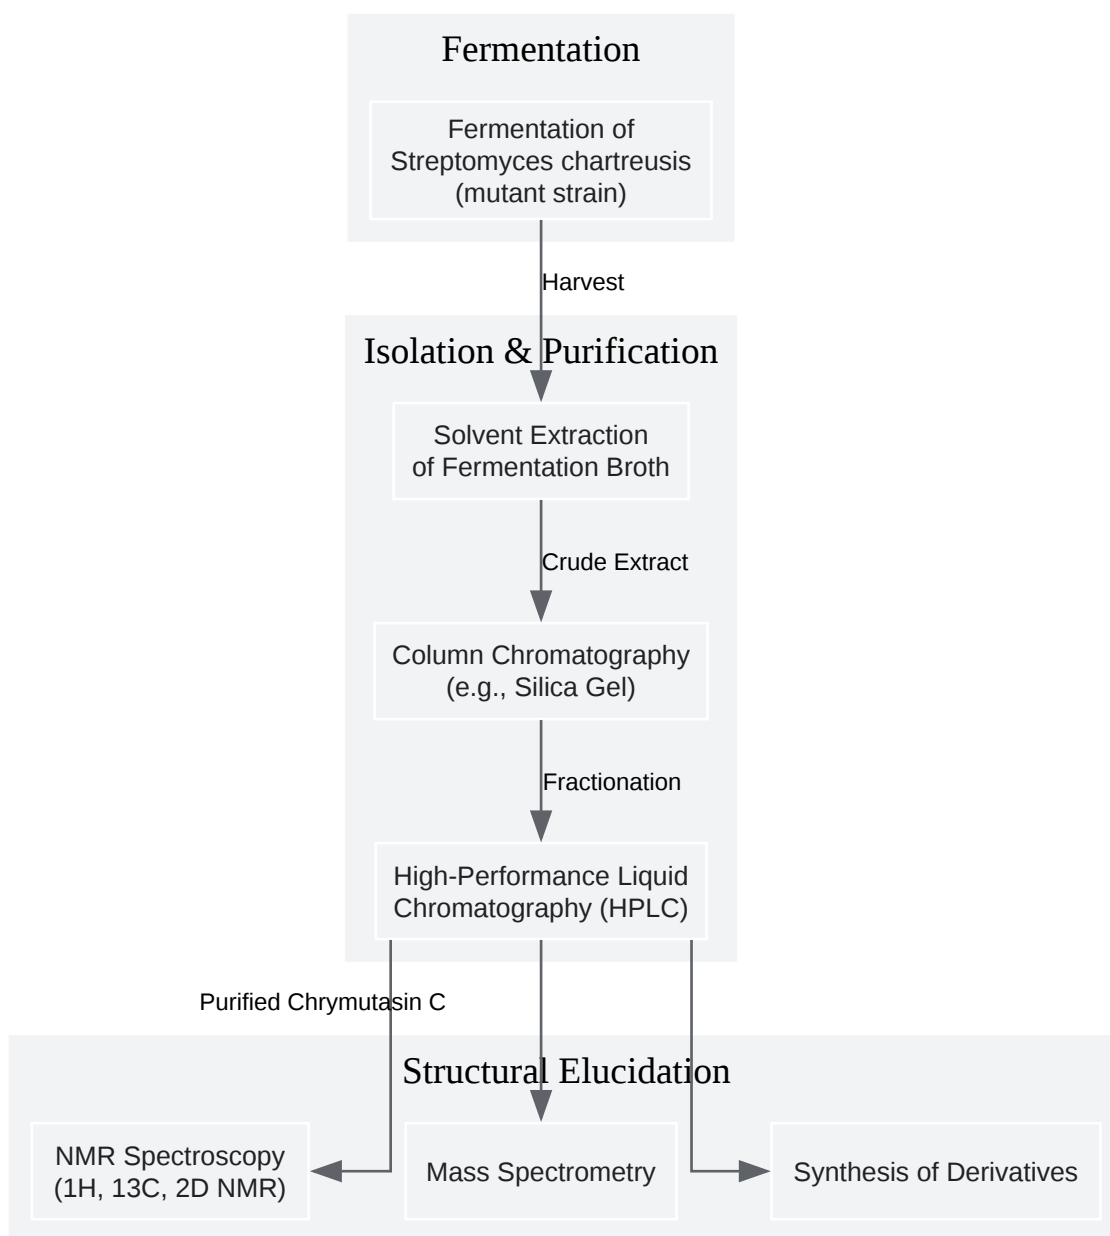 Fermentation
Fermentation of
Streptomyces chartreusis
(mutant strain)
Harvest
Isolation & Purification
Solvent Extraction
of Fermentation Broth
Crude Extract
Column Chromatography
(e.g., Silica Gel)
Fractionation
High-Performance Liquid
Chromatography (HPLC)
Purified Chrymutasin C
Structural Elucidation
NMR Spectroscopy
(1H, 13C, 2D NMR)
Mass Spectrometry
Synthesis of Derivatives